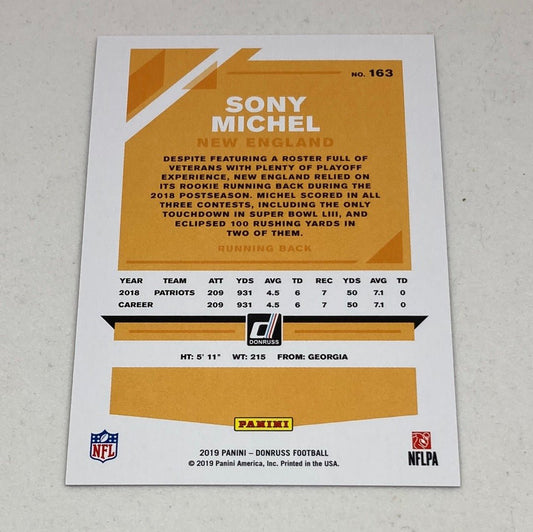 NO. 163
SONY
MICHEL
NEW ENGLAND
DESPITE FEATURING A ROSTER FULL OF
VETERANS WITH PLENTY OF PLAYOFF
EXPERIENCE, NEW ENGLAND RELIED ON
ITS ROOKIE RUNNING BACK DURING THE
2018 POSTSEASON. MICHEL SCORED IN ALL
THREE CONTESTS, INCLUDING THE ONLY
TOUCHDOWN IN SUPER BOWL LIII, AND
ECLIPSED 100 RUSHING YARDS IN
TWO OF THEM.
RUNNING BACK
YEAR TEAM ATT YDS AVG TD REC YDS AVG TD
2018 PATRIOTS 209 931 4.5 6 7 50 7.1 0
CAREER 209 931 4.5 6 7 50 7.1 0
DONRUSS
HT: 5' 11" WT: 215 FROM: GEORGIA
PANINI
NFL
2019 PANINI – DONRUSS FOOTBALL
© 2019 Panini America, Inc. Printed in the USA.
NFLPA